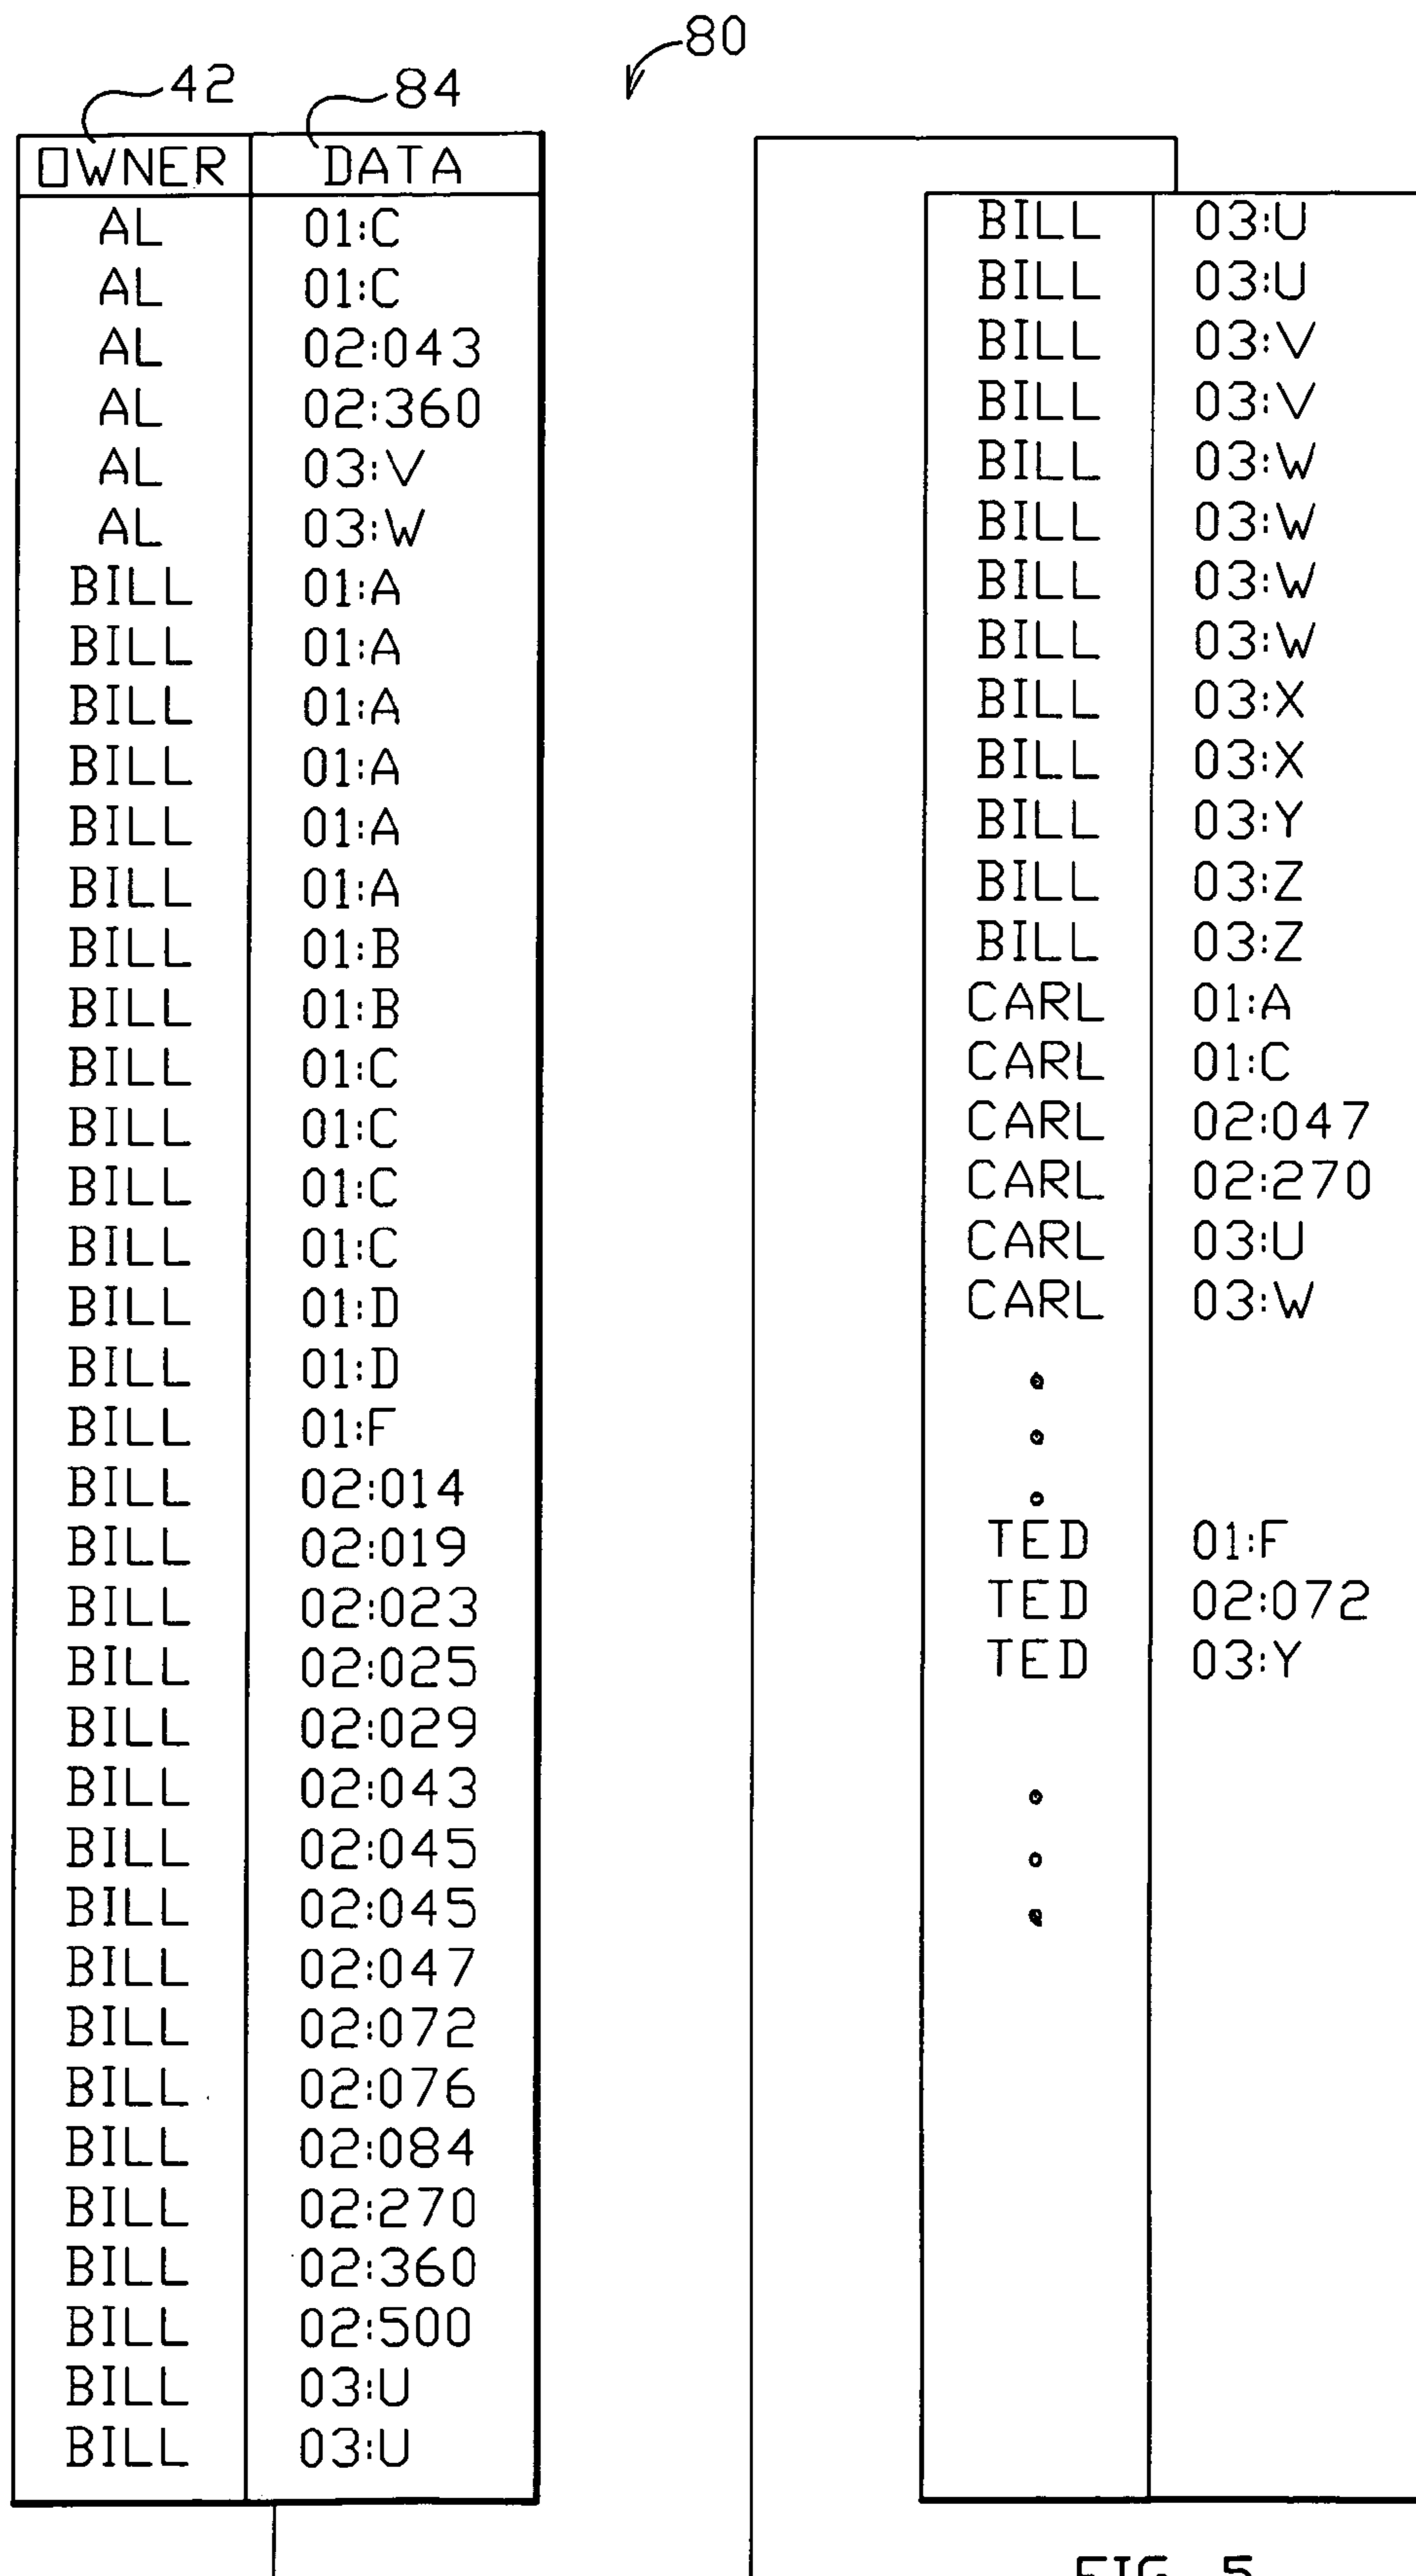 80
42 84
OWNER DATA
AL 01:C
AL 01:C
AL 02:043
AL 02:360
AL 03:V
AL 03:W
BILL 01:A
BILL 01:A
BILL 01:A
BILL 01:A
BILL 01:A
BILL 01:A
BILL 01:B
BILL 01:B
BILL 01:C
BILL 01:C
BILL 01:C
BILL 01:C
BILL 01:D
BILL 01:D
BILL 01:F
BILL 02:014
BILL 02:019
BILL 02:023
BILL 02:025
BILL 02:029
BILL 02:043
BILL 02:045
BILL 02:045
BILL 02:047
BILL 02:072
BILL 02:076
BILL 02:084
BILL 02:270
BILL 02:360
BILL 02:500
BILL 03:U
BILL 03:U
BILL 03:U
BILL 03:U
BILL 03:V
BILL 03:V
BILL 03:W
BILL 03:W
BILL 03:W
BILL 03:W
BILL 03:X
BILL 03:X
BILL 03:Y
BILL 03:Z
BILL 03:Z
CARL 01:A
CARL 01:C
CARL 02:047
CARL 02:270
CARL 03:U
CARL 03:W
TED 01:F
TED 02:072
TED 03:Y
FIG. 5